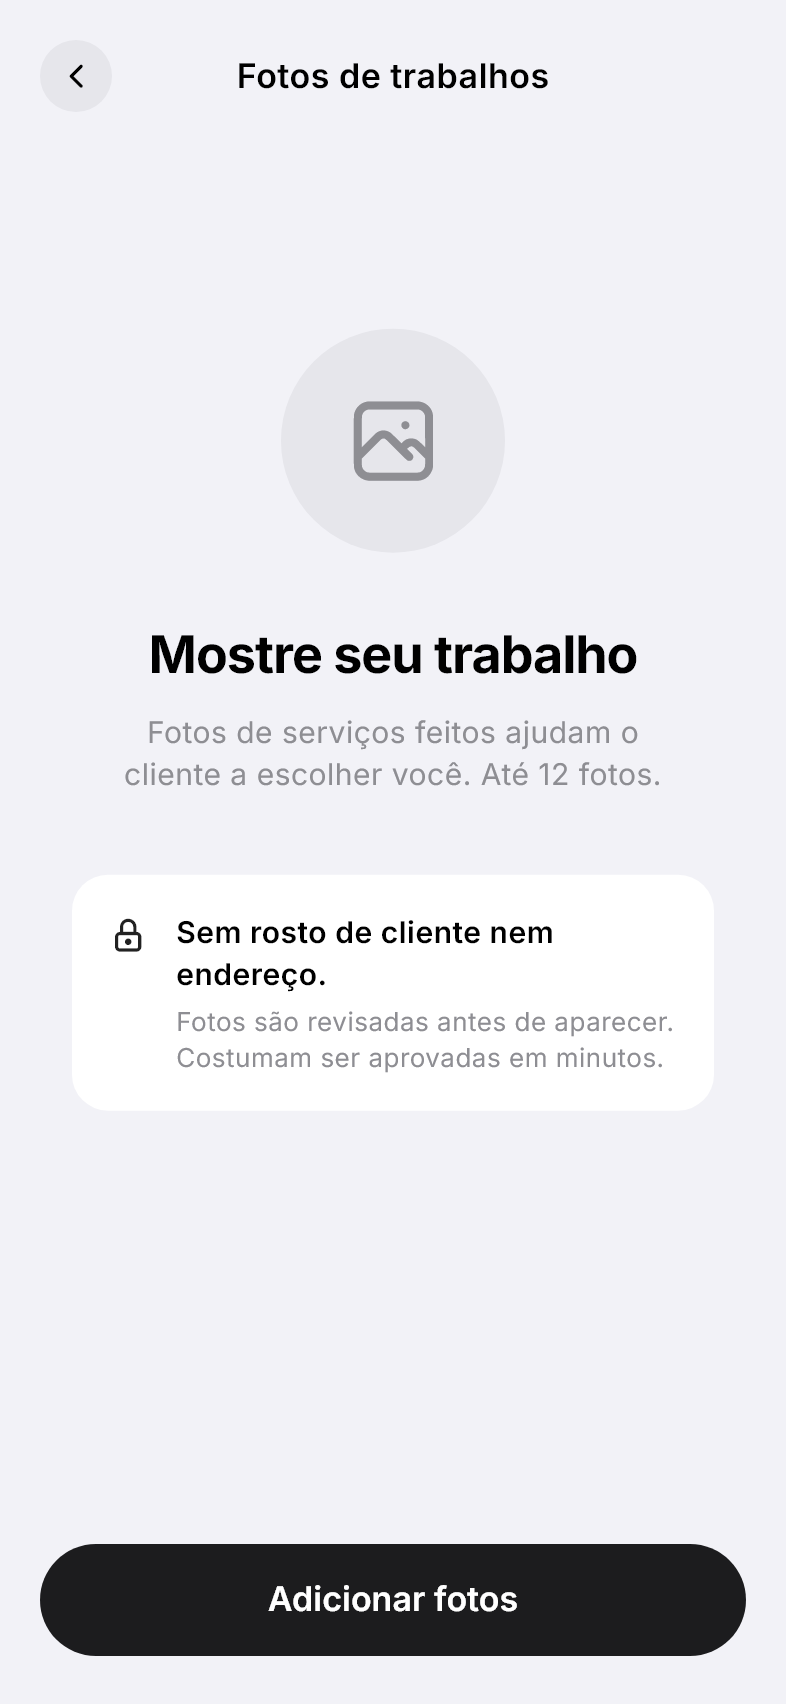 Fotos de trabalhos
Mostre seu trabalho
Fotos de serviços feitos ajudam o
cliente a escolher você. Até 12 fotos.
Sem rosto de cliente nem
endereço.
Fotos são revisadas antes de aparecer.
Costumam ser aprovadas em minutos.
Adicionar fotos